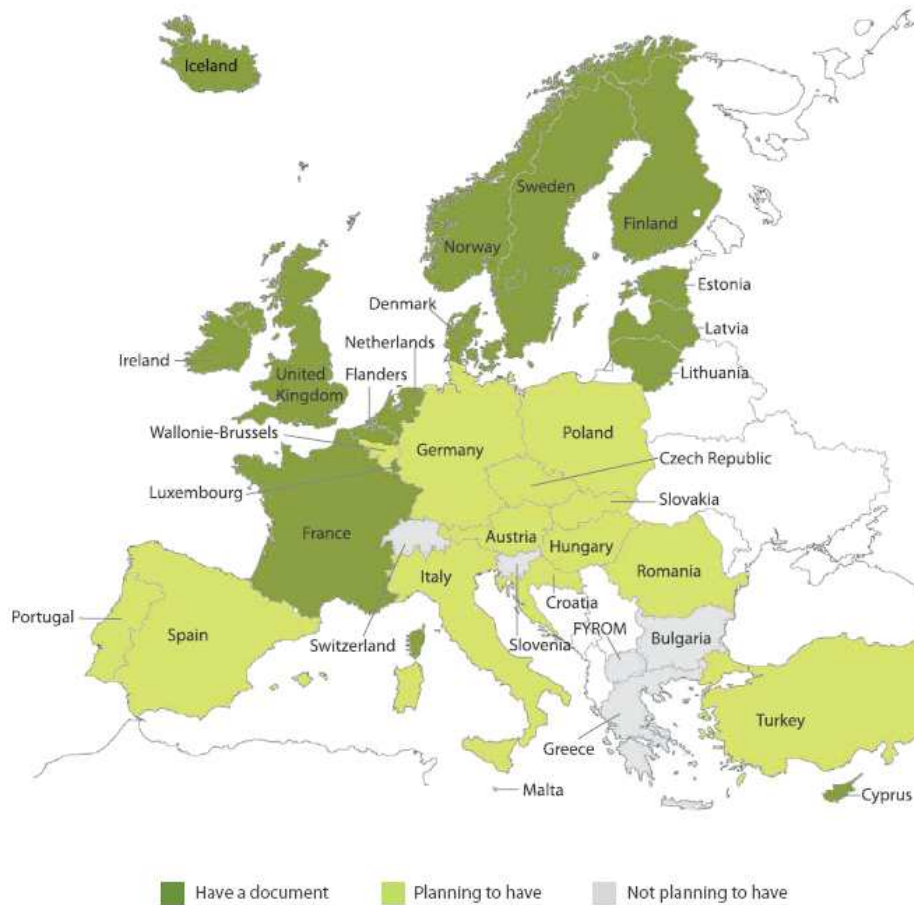 Iceland
Sweden
Finland
Norway
Estonia
Denmark
Latvia
Netherlands
Ireland
Lithuania
United
Kingdom
Flanders
Wallonie-Brussels
Germany
Poland
Czech Republic
Luxembourg
Slovakia
France
Austria
Hungary
Italy
Romania
Croatia
Portugal
Spain
Switzerland
Slovenia
FYROM
Bulgaria
Turkey
Greece
Malta
Cyprus
Have a document
Planning to have
Not planning to have